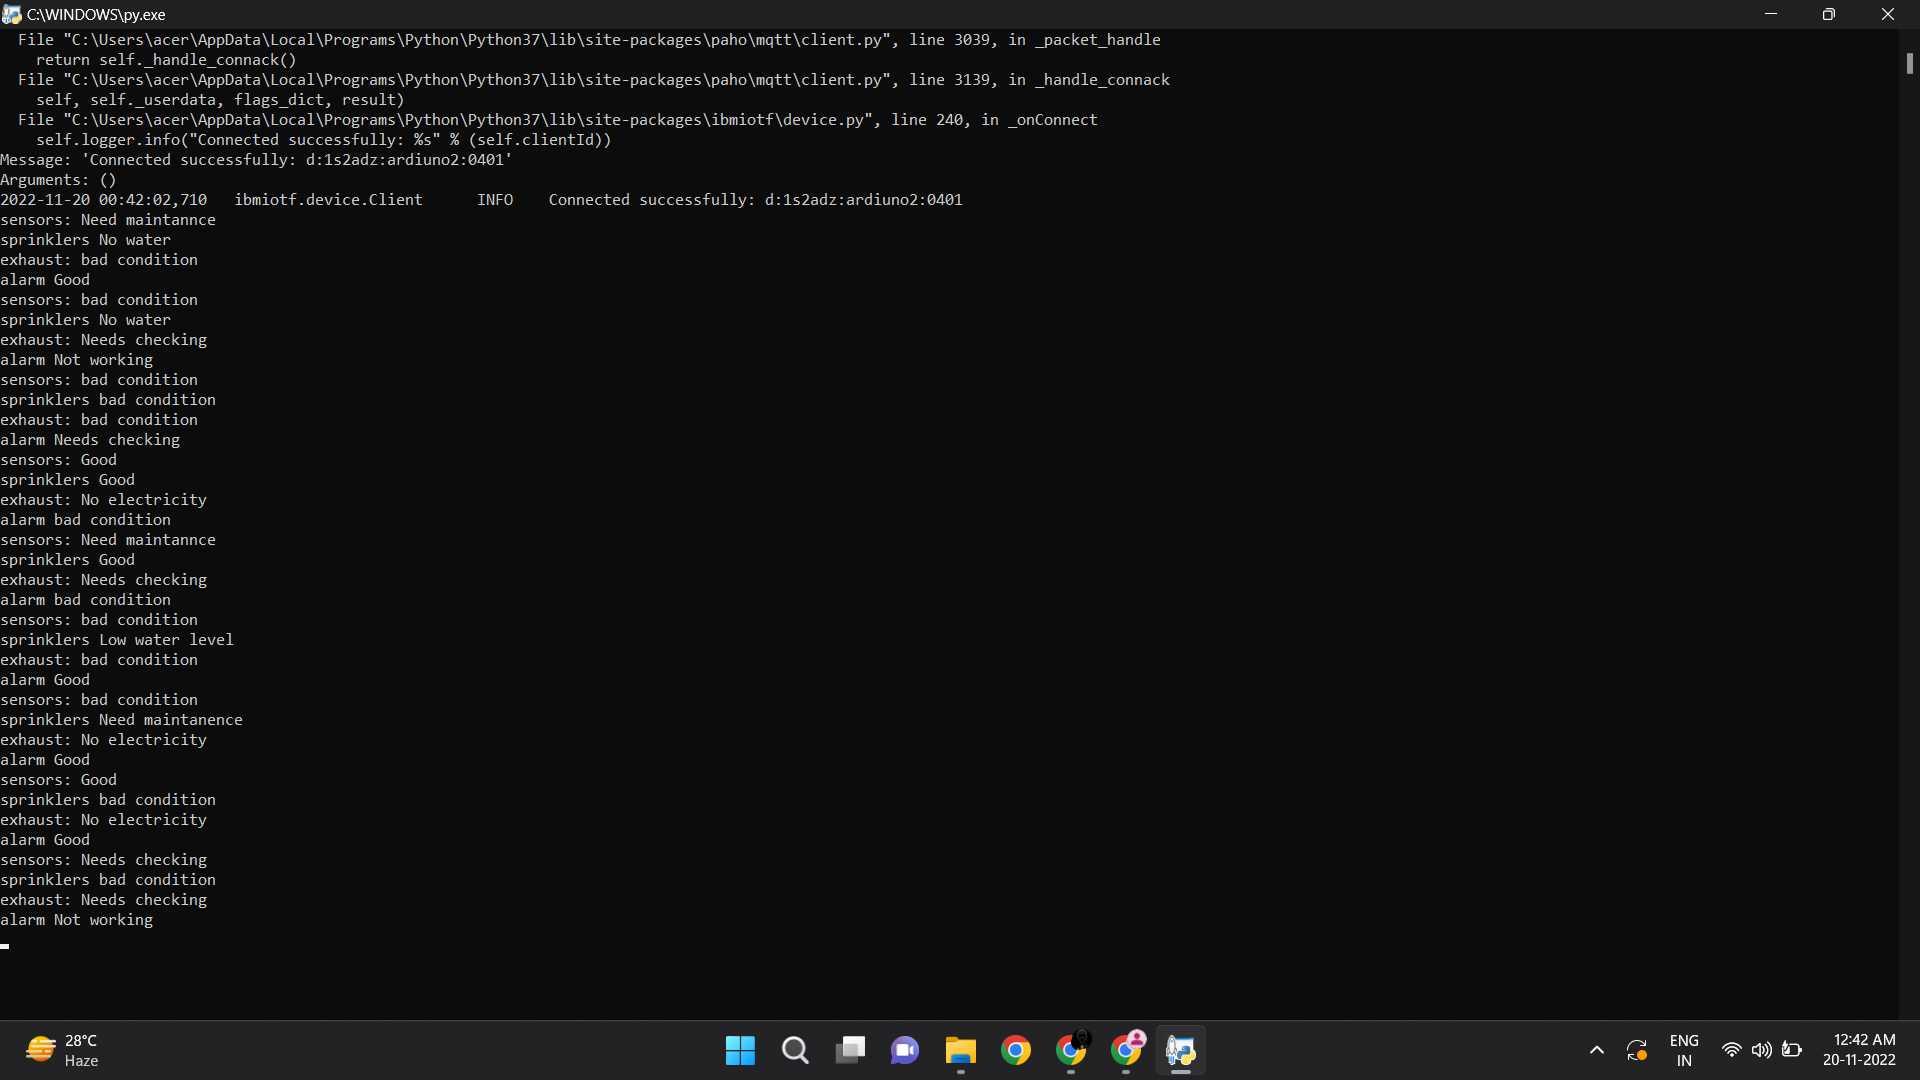 C:\WINDOWS\py.exe
File "C:\Users\acer\AppData\Local\Programs\Python\Python37\lib\site-packages\paho\mqtt\client.py", line 3039, in _packet_handle
return self._handle_connack()
File "C:\Users\acer\AppData\Local\Programs\Python\Python37\lib\site-packages\paho\mqtt\client.py", line 3139, in _handle_connack
self, self._userdata, flags_dict, result)
File "C:\Users\acer\AppData\Local\Programs\Python\Python37\lib\site-packages\ibmiotf\device.py", line 240, in _onConnect
self.logger.info("Connected successfully: %s" % (self.clientId))
Message: 'Connected successfully: d:1s2adz:ardiuno2:0401'
Arguments: ()
2022-11-20 00:42:02,710   ibmiotf.device.Client      INFO    Connected successfully: d:1s2adz:ardiuno2:0401
sensors: Need maintannce
sprinklers No water
exhaust: bad condition
alarm Good
sensors: bad condition
sprinklers No water
exhaust: Needs checking
alarm Not working
sensors: bad condition
sprinklers bad condition
exhaust: bad condition
alarm Needs checking
sensors: Good
sprinklers Good
exhaust: No electricity
alarm bad condition
sensors: Need maintannce
sprinklers Good
exhaust: Needs checking
alarm bad condition
sensors: bad condition
sprinklers Low water level
exhaust: bad condition
alarm Good
sensors: bad condition
sprinklers Need maintanence
exhaust: No electricity
alarm Good
sensors: Good
sprinklers bad condition
exhaust: No electricity
alarm Good
sensors: Needs checking
sprinklers bad condition
exhaust: Needs checking
alarm Not working
28°C
Haze
ENG
IN
12:42 AM
20-11-2022